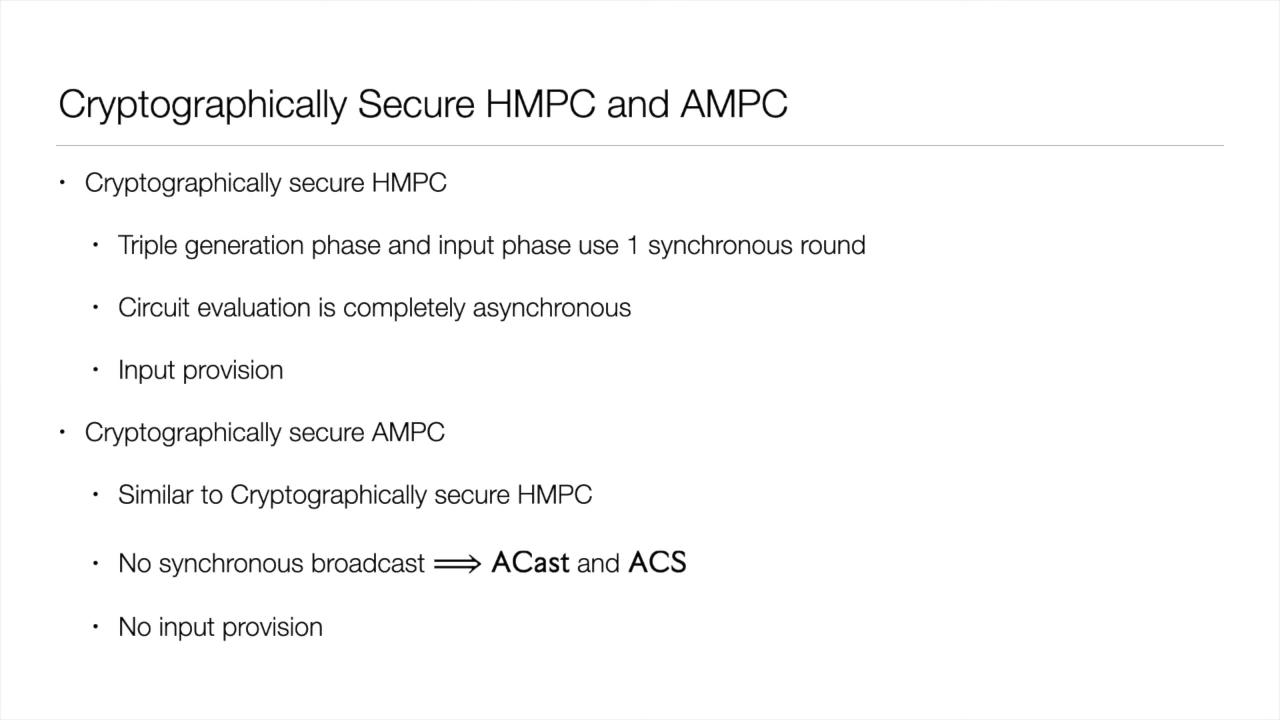 Cryptographically Secure HMPC and AMPC
• Cryptographically secure HMPC
• Triple generation phase and input phase use 1 synchronous round
• Circuit evaluation is completely asynchronous
• Input provision
• Cryptographically secure AMPC
• Similar to Cryptographically secure HMPC
• No synchronous broadcast ⟹ ACast and ACS
• No input provision